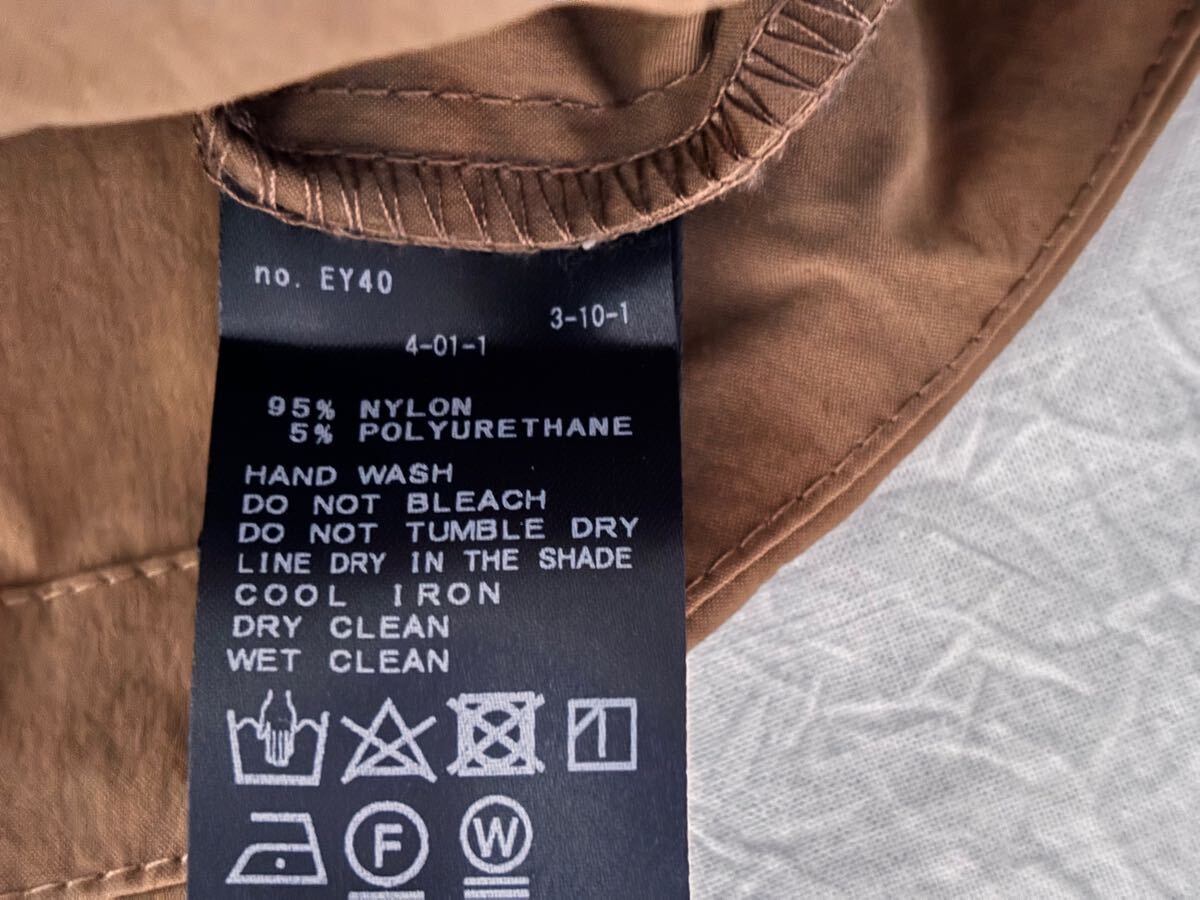 no. EY40
3-10-1
4-01-1
95% NYLON
5% POLYURETHANE
HAND WASH
DO NOT BLEACH
DO NOT TUMBLE DRY
LINE DRY IN THE SHADE
COOL IRON
DRY CLEAN
WET CLEAN
F W